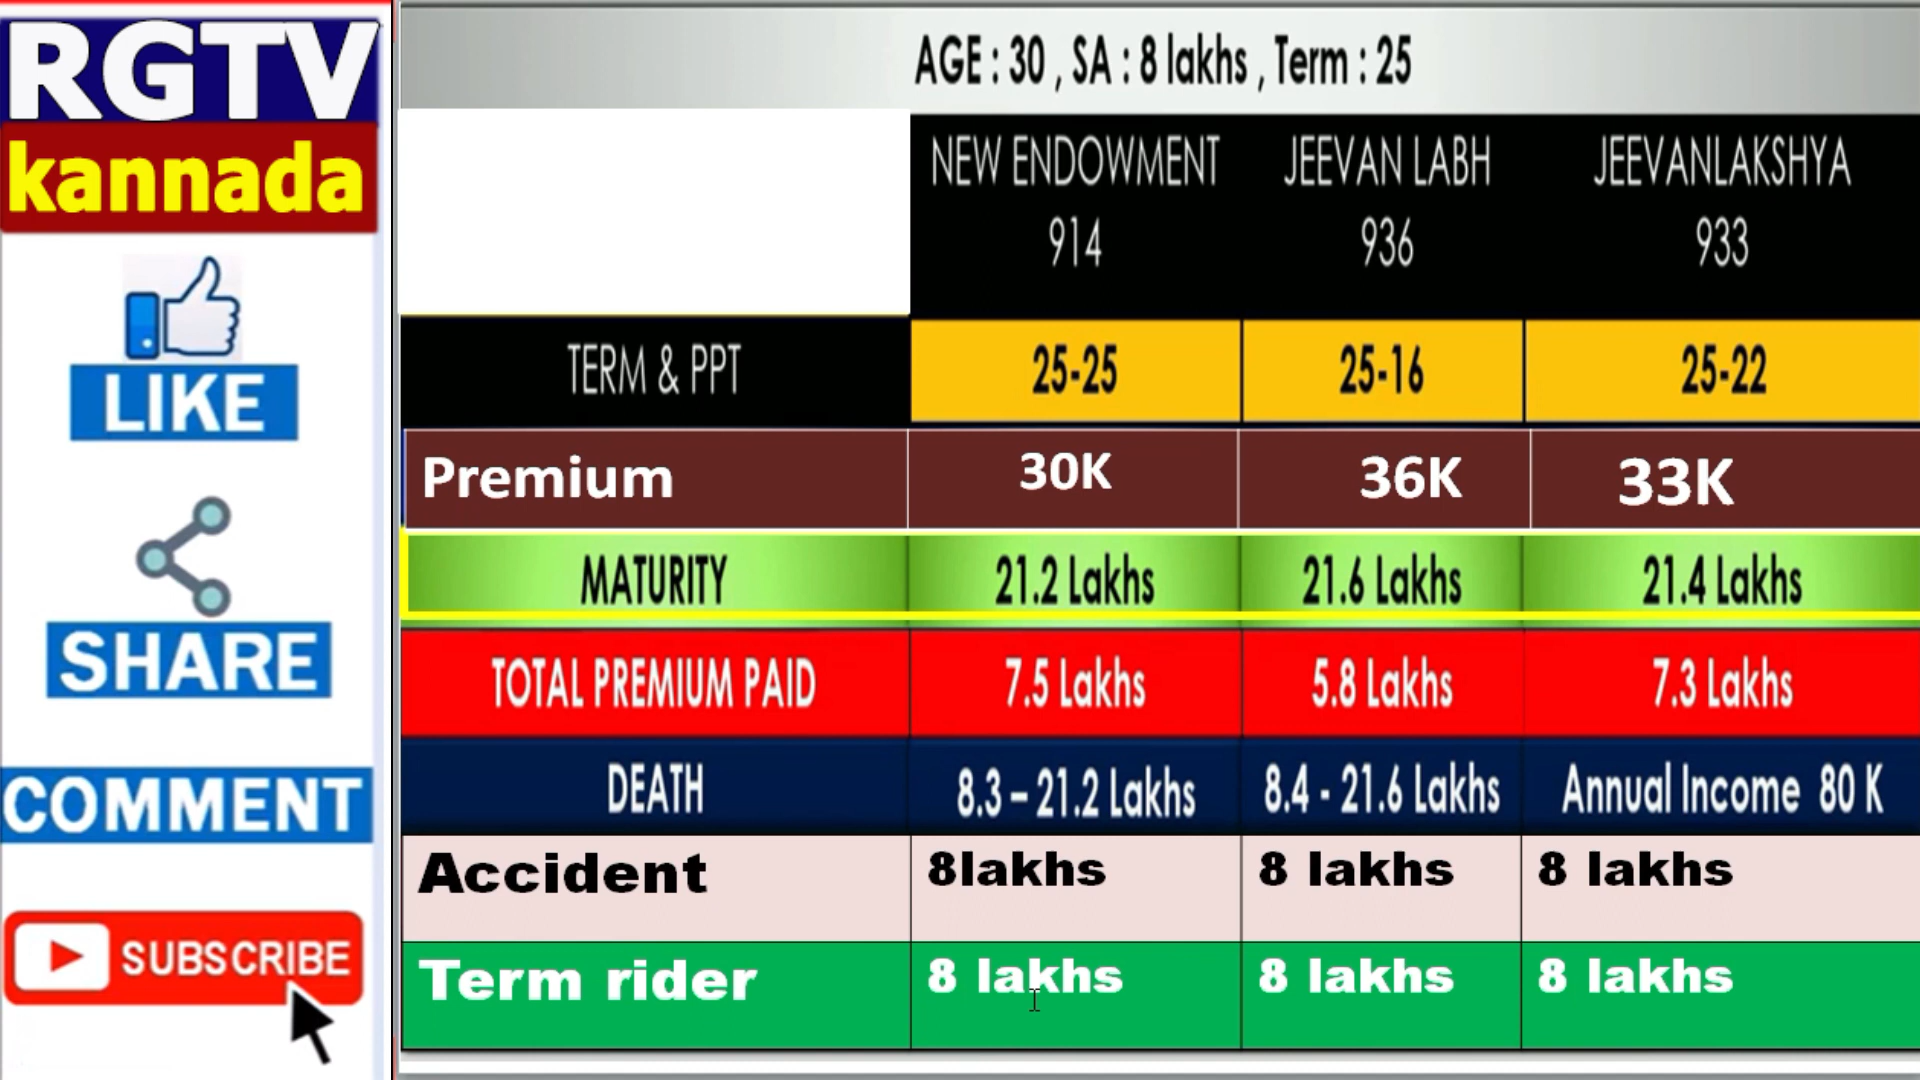 RGTV
kannada
LIKE
SHARE
COMMENT
SUBSCRIBE
AGE : 30 , SA : 8 lakhs , Term : 25
NEW ENDOWMENT 914 JEEVAN LABH 936 JEEVANLAKSHYA 933
TERM & PPT 25-25 25-16 25-22
Premium 30K 36K 33K
MATURITY 21.2 Lakhs 21.6 Lakhs 21.4 Lakhs
TOTAL PREMIUM PAID 7.5 Lakhs 5.8 Lakhs 7.3 Lakhs
DEATH 8.3 – 21.2 Lakhs 8.4 - 21.6 Lakhs Annual Income 80 K
Accident 8lakhs 8 lakhs 8 lakhs
Term rider 8 lakhs 8 lakhs 8 lakhs